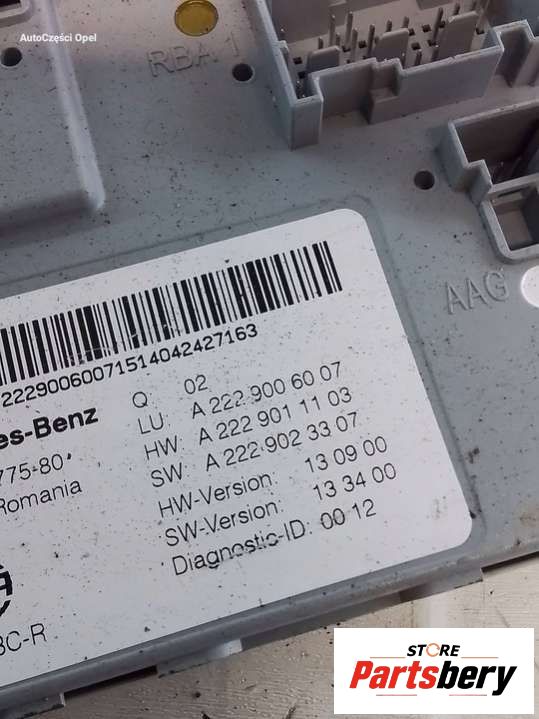 AutoCzęści Opel
RBA 1
AAG
22290060071514042427163
es-Benz
775-80
Romania
Q 02
LU: A 222 900 60 07
HW: A 222 901 11 03
SW: A 222 902 33 07
HW-Version: 13 09 00
SW-Version: 13 34 00
Diagnostic-ID: 00 12
BC-R
STORE
Partsbery